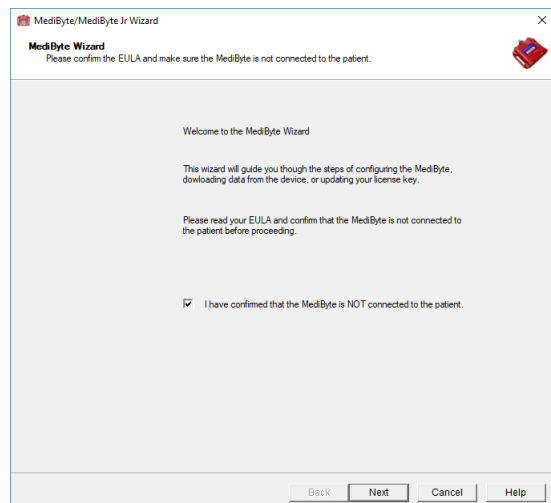 MediByte/MediByte Jr Wizard
MediByte Wizard
Please confirm the EULA and make sure the MediByte is not connected to the patient.
Welcome to the MediByte Wizard
This wizard will guide you though the steps of configuring the MediByte,
dowloading data from the device, or updating your license key.
Please read your EULA and confirm that the MediByte is not connected to
the patient before proceeding.
I have confirmed that the MediByte is NOT connected to the patient.
Back Next Cancel Help